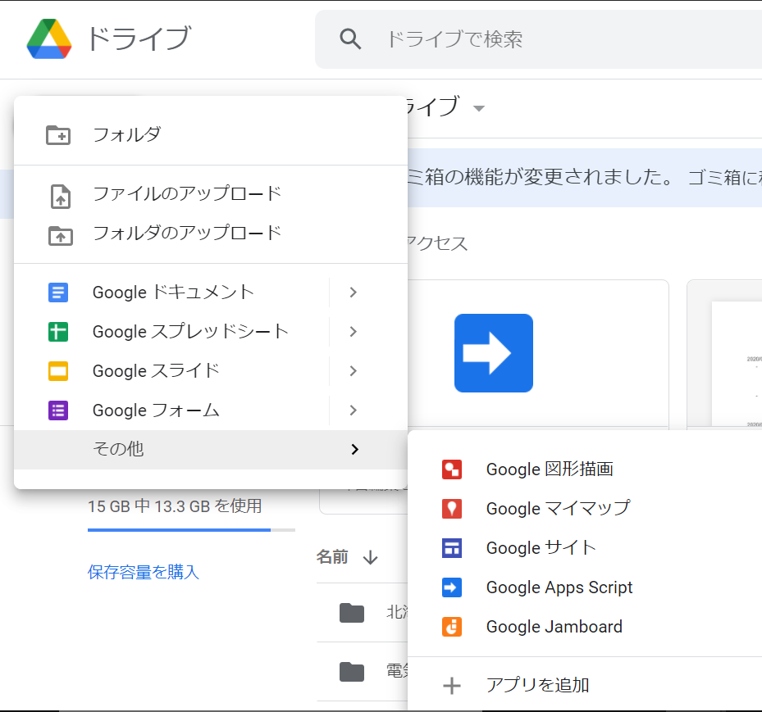 ドライブ
ドライブで検索
ライブ
フォルダ
ミ箱の機能が変更されました。 ゴミ箱に
ファイルのアップロード
フォルダのアップロード
アクセス
Google ドキュメント
Google スプレッドシート
Google スライド
Google フォーム
その他
Google 図形描画
15 GB 中 13.3 GB を使用
Google マイマップ
Google サイト
名前
保存容量を購入
Google Apps Script
北
Google Jamboard
電気
アプリを追加